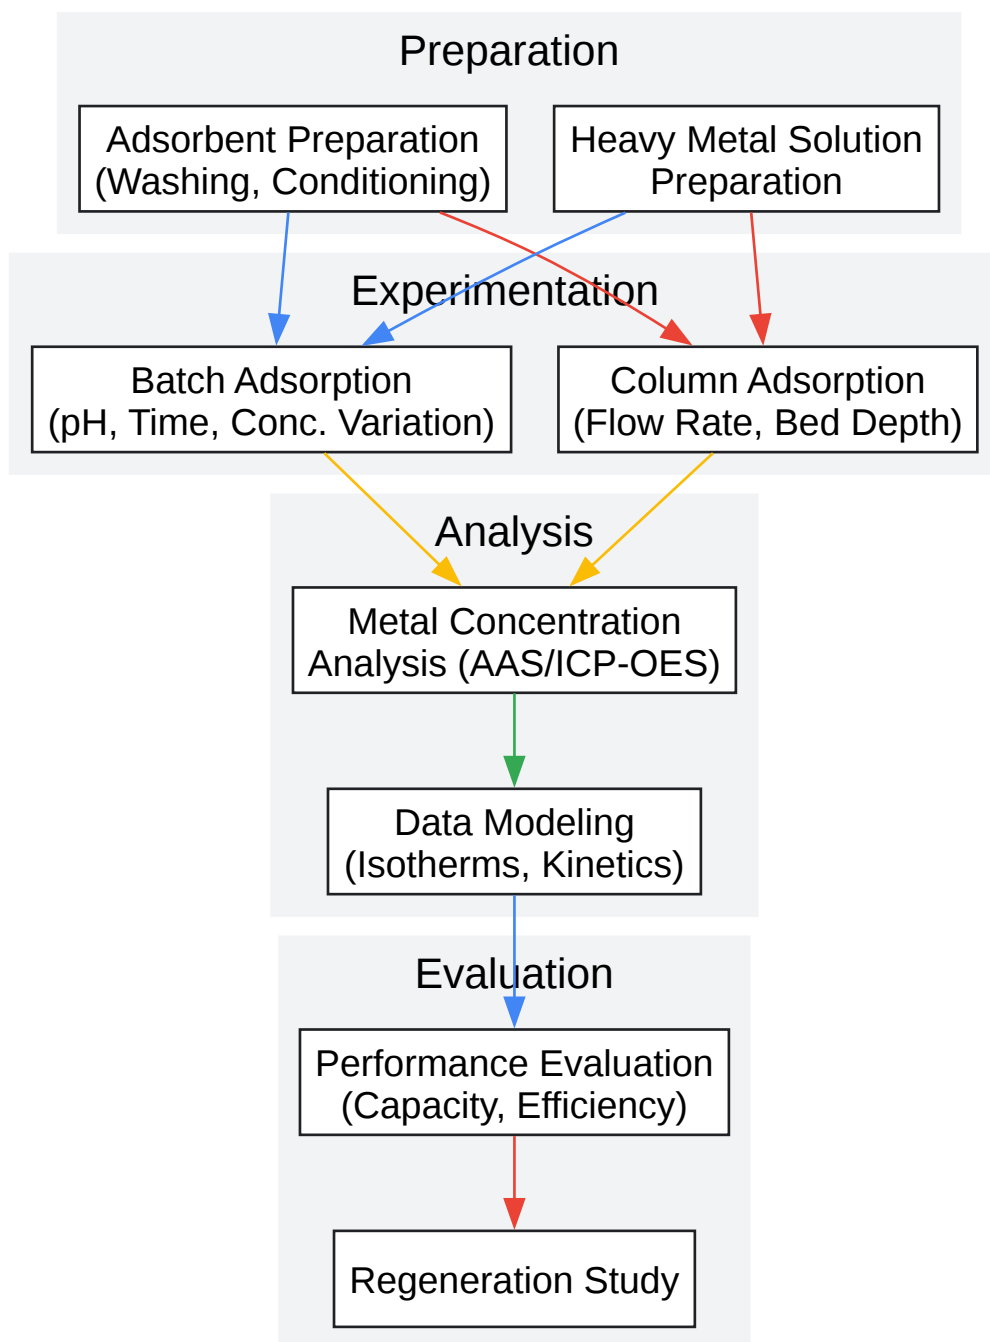 Preparation
Adsorbent Preparation
(Washing, Conditioning)
Heavy Metal Solution
Preparation
Experimentation
Batch Adsorption
(pH, Time, Conc. Variation)
Column Adsorption
(Flow Rate, Bed Depth)
Analysis
Metal Concentration
Analysis (AAS/ICP-OES)
Data Modeling
(Isotherms, Kinetics)
Evaluation
Performance Evaluation
(Capacity, Efficiency)
Regeneration Study